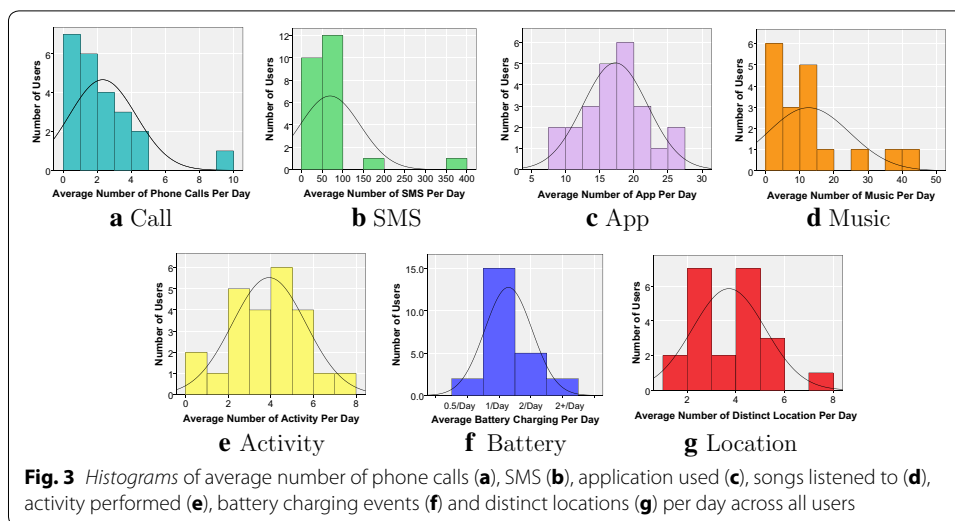 Number of Users
6
4
2
0
0 2 4 6 8 10
Average Number of Phone Calls Per Day
a Call
Number of Users
12
10
8
6
4
2
0
0 50 100 150 200 250 300 350 400
Average Number of SMS Per Day
b SMS
Number of Users
6
5
4
3
2
1
0
5 10 15 20 25 30
Average Number of App Per Day
c App
Number of Users
6
5
4
3
2
1
0
0 10 20 30 40 50
Average Number of Music Per Day
d Music
Number of Users
6
5
4
3
2
1
0
0 2 4 6 8
Average Number of Activity Per Day
e Activity
Number of Users
15.0
10.0
5.0
0.0
0.5/Day 1/Day 2/Day 2+/Day
Average Battery Charging Per Day
f Battery
Number of Users
6
4
2
0
2 4 6 8
Average Number of Distinct Location Per Day
g Location
Fig. 3 Histograms of average number of phone calls (a), SMS (b), application used (c), songs listened to (d),
activity performed (e), battery charging events (f) and distinct locations (g) per day across all users